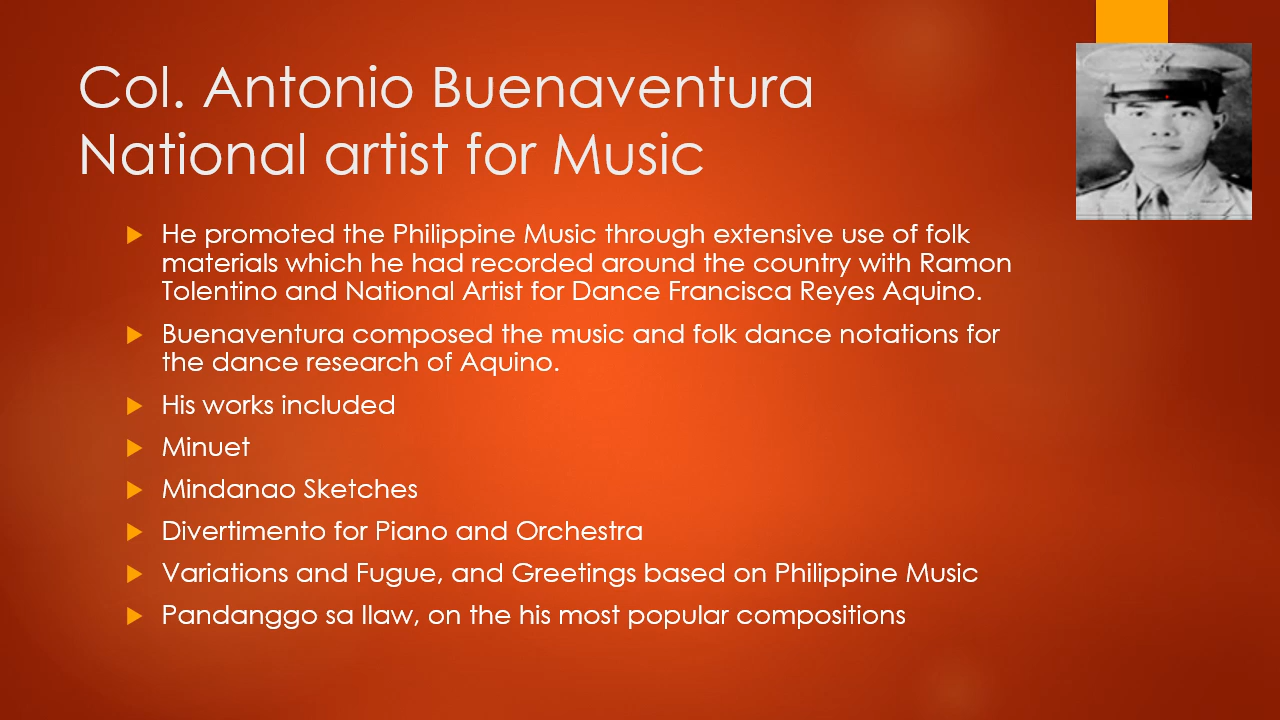 Col. Antonio Buenaventura
National artist for Music
He promoted the Philippine Music through extensive use of folk
materials which he had recorded around the country with Ramon
Tolentino and National Artist for Dance Francisca Reyes Aquino.
Buenaventura composed the music and folk dance notations for
the dance research of Aquino.
His works included
Minuet
Mindanao Sketches
Divertimento for Piano and Orchestra
Variations and Fugue, and Greetings based on Philippine Music
Pandanggo sa Ilaw, on the his most popular compositions